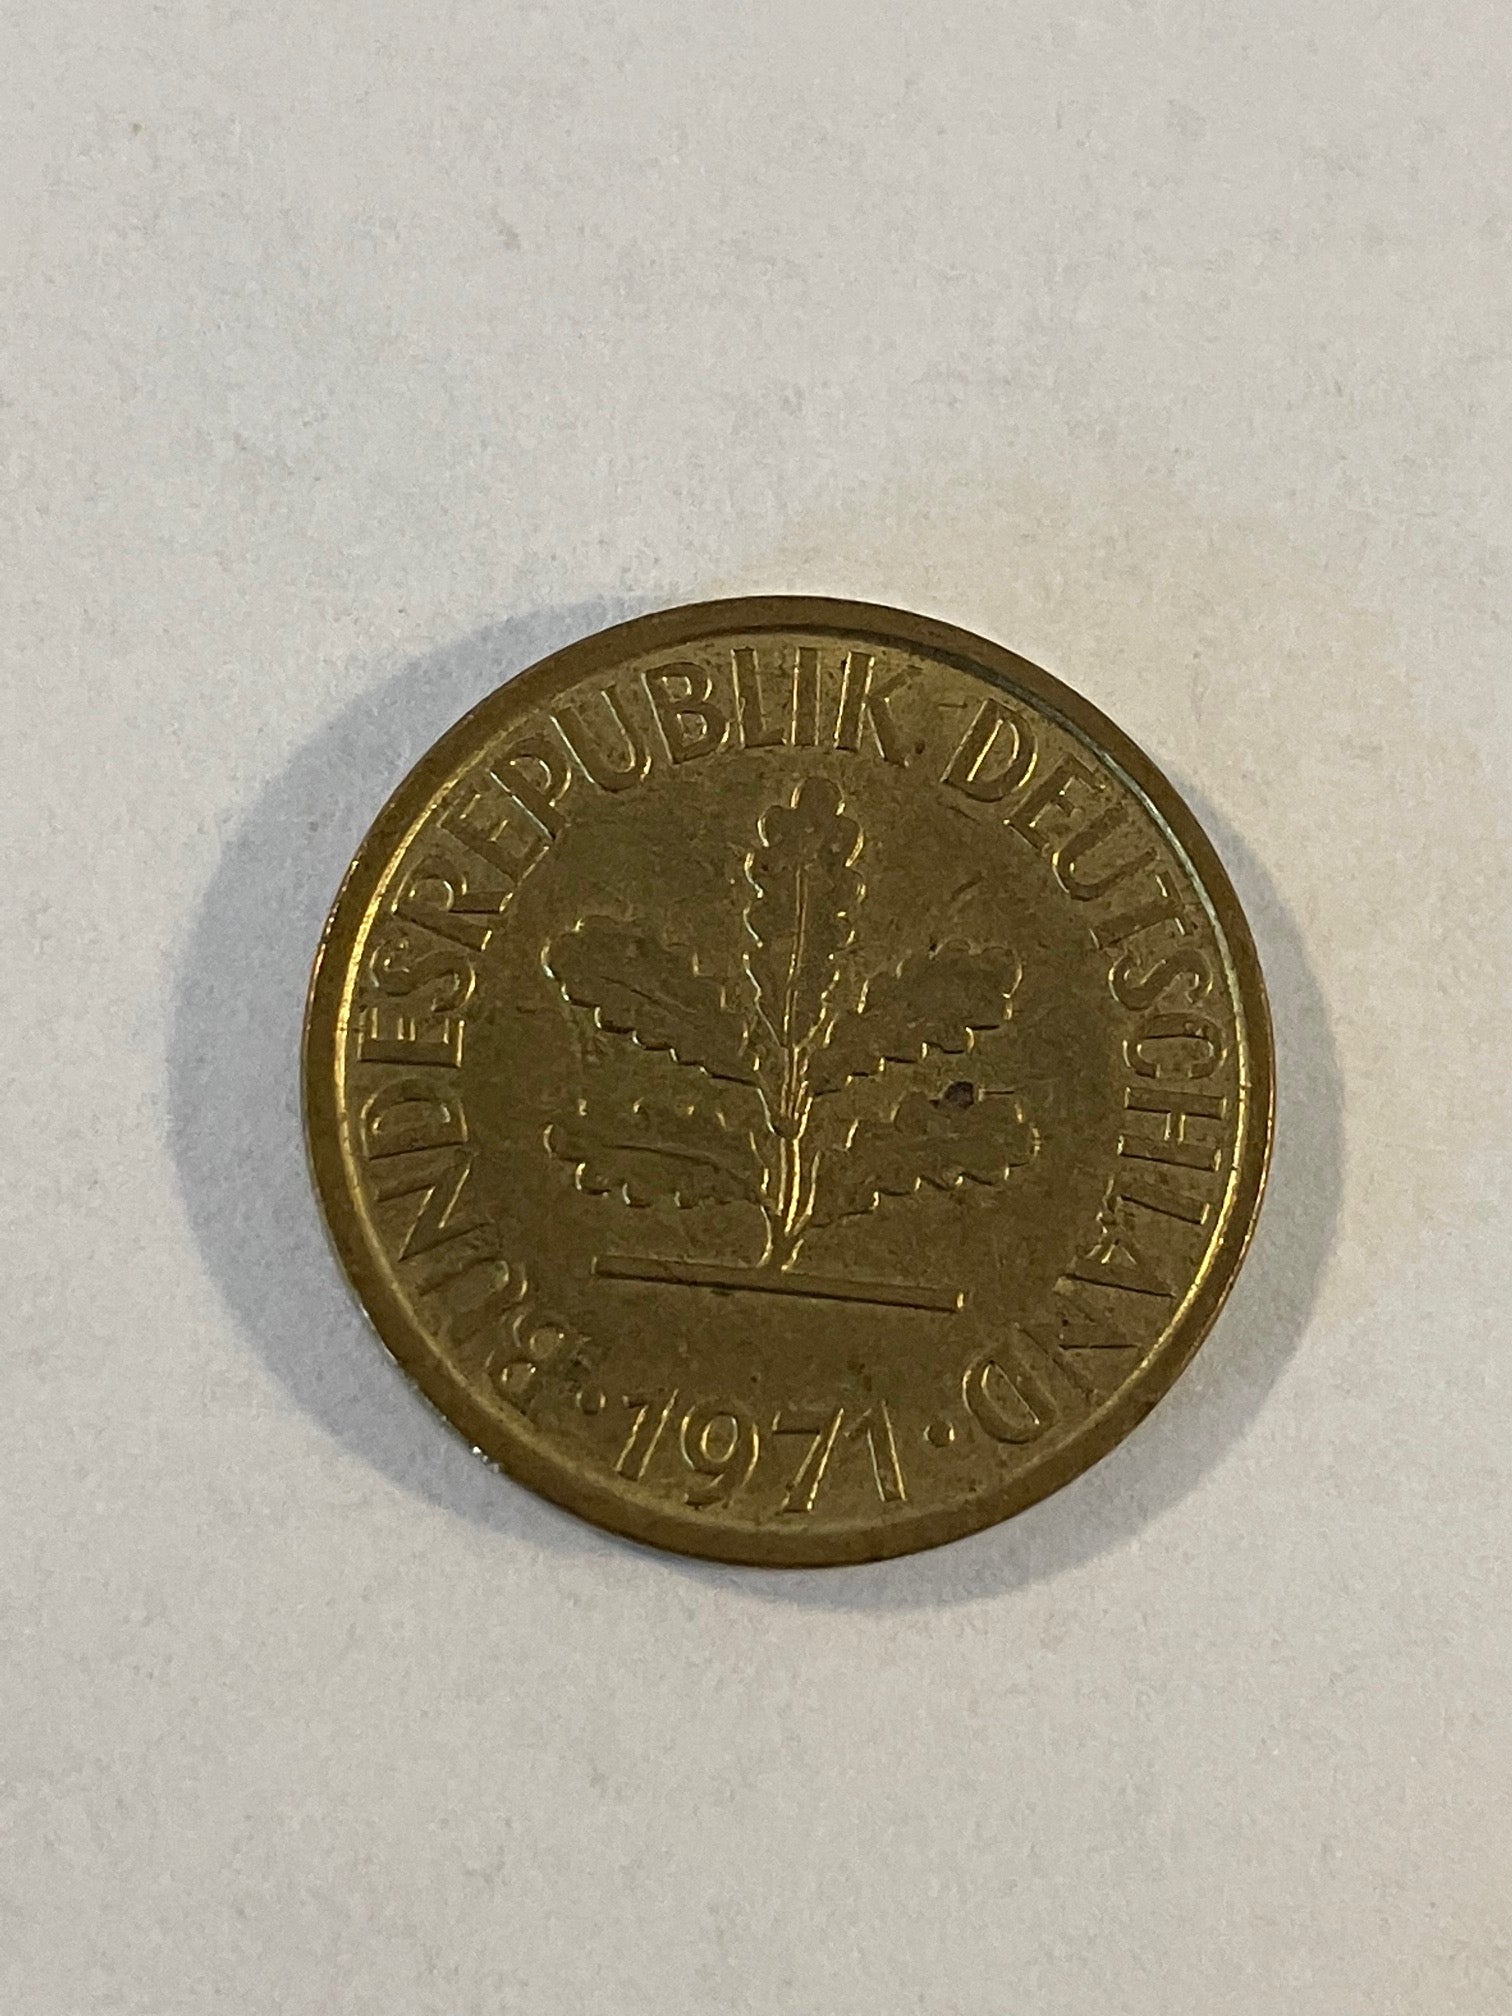 BUNDESREPUBLIK DEUTSCHLAND
· 1971 ·